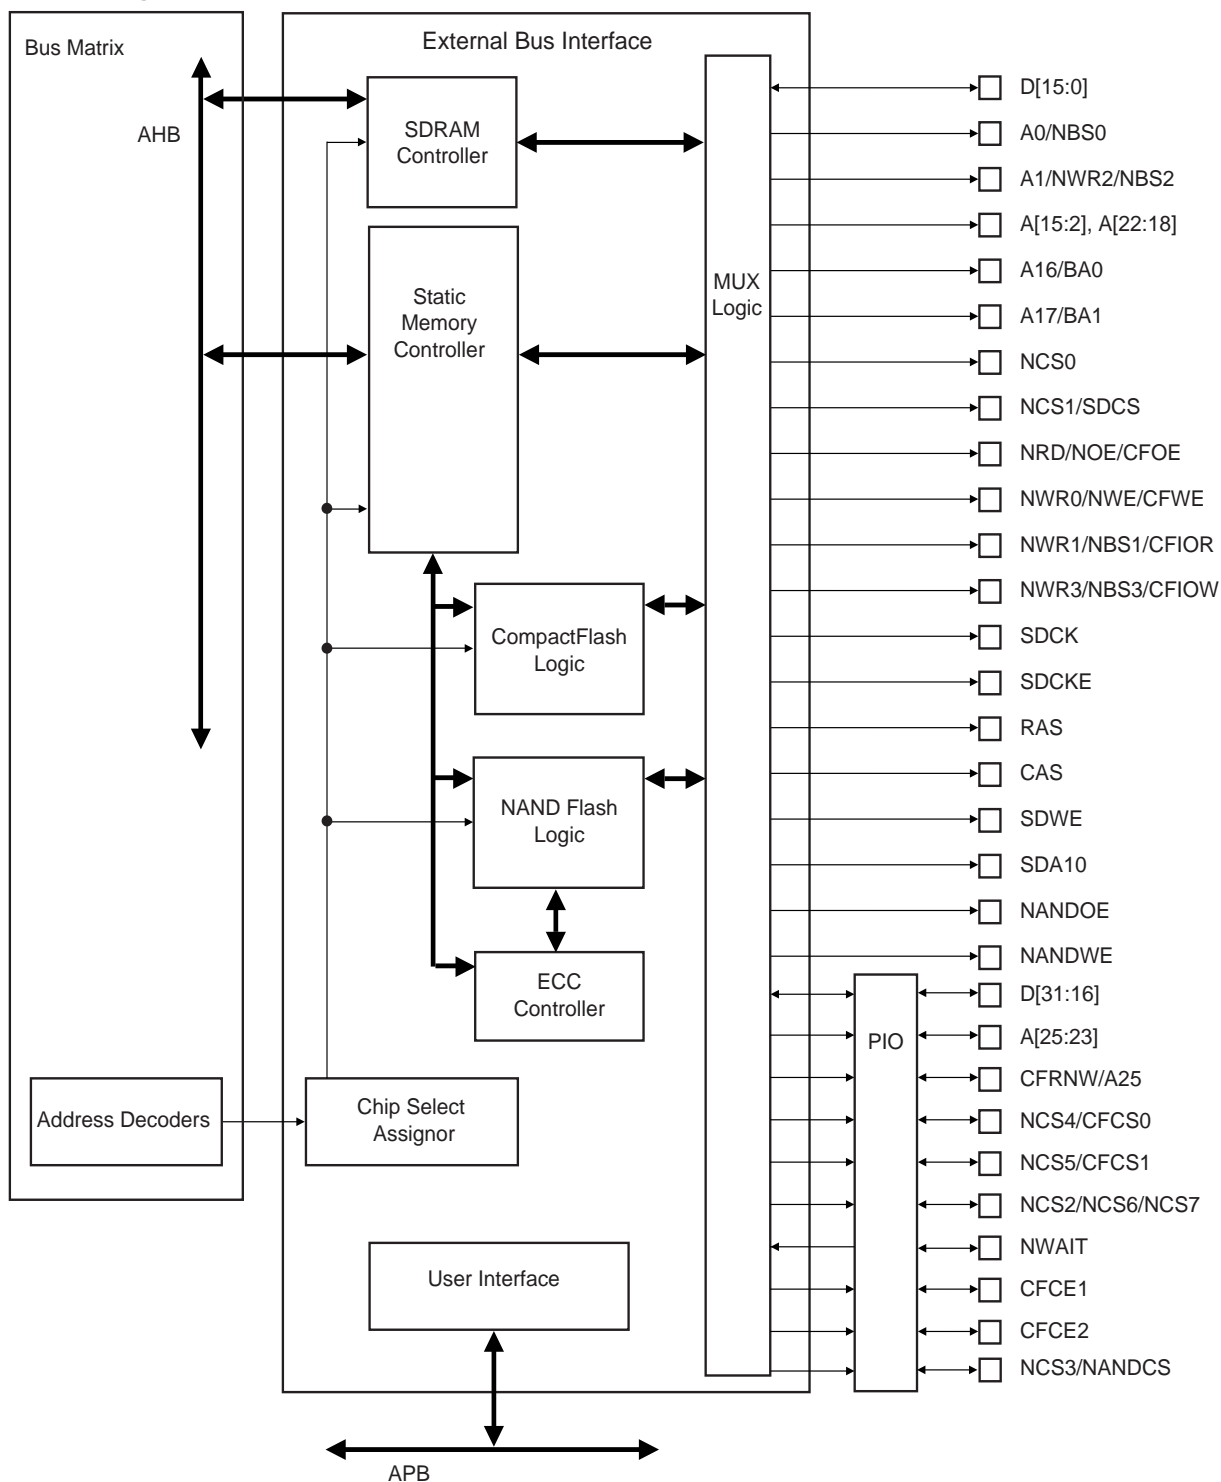 Bus Matrix
External Bus Interface
AHB
SDRAM
Controller
Static
Memory
Controller
MUX
Logic
CompactFlash
Logic
NAND Flash
Logic
ECC
Controller
Address Decoders
Chip Select
Assignor
User Interface
APB
PIO
D[15:0]
A0/NBS0
A1/NWR2/NBS2
A[15:2], A[22:18]
A16/BA0
A17/BA1
NCS0
NCS1/SDCS
NRD/NOE/CFOE
NWR0/NWE/CFWE
NWR1/NBS1/CFIOR
NWR3/NBS3/CFIOW
SDCK
SDCKE
RAS
CAS
SDWE
SDA10
NANDOE
NANDWE
D[31:16]
A[25:23]
CFRNW/A25
NCS4/CFCS0
NCS5/CFCS1
NCS2/NCS6/NCS7
NWAIT
CFCE1
CFCE2
NCS3/NANDCS